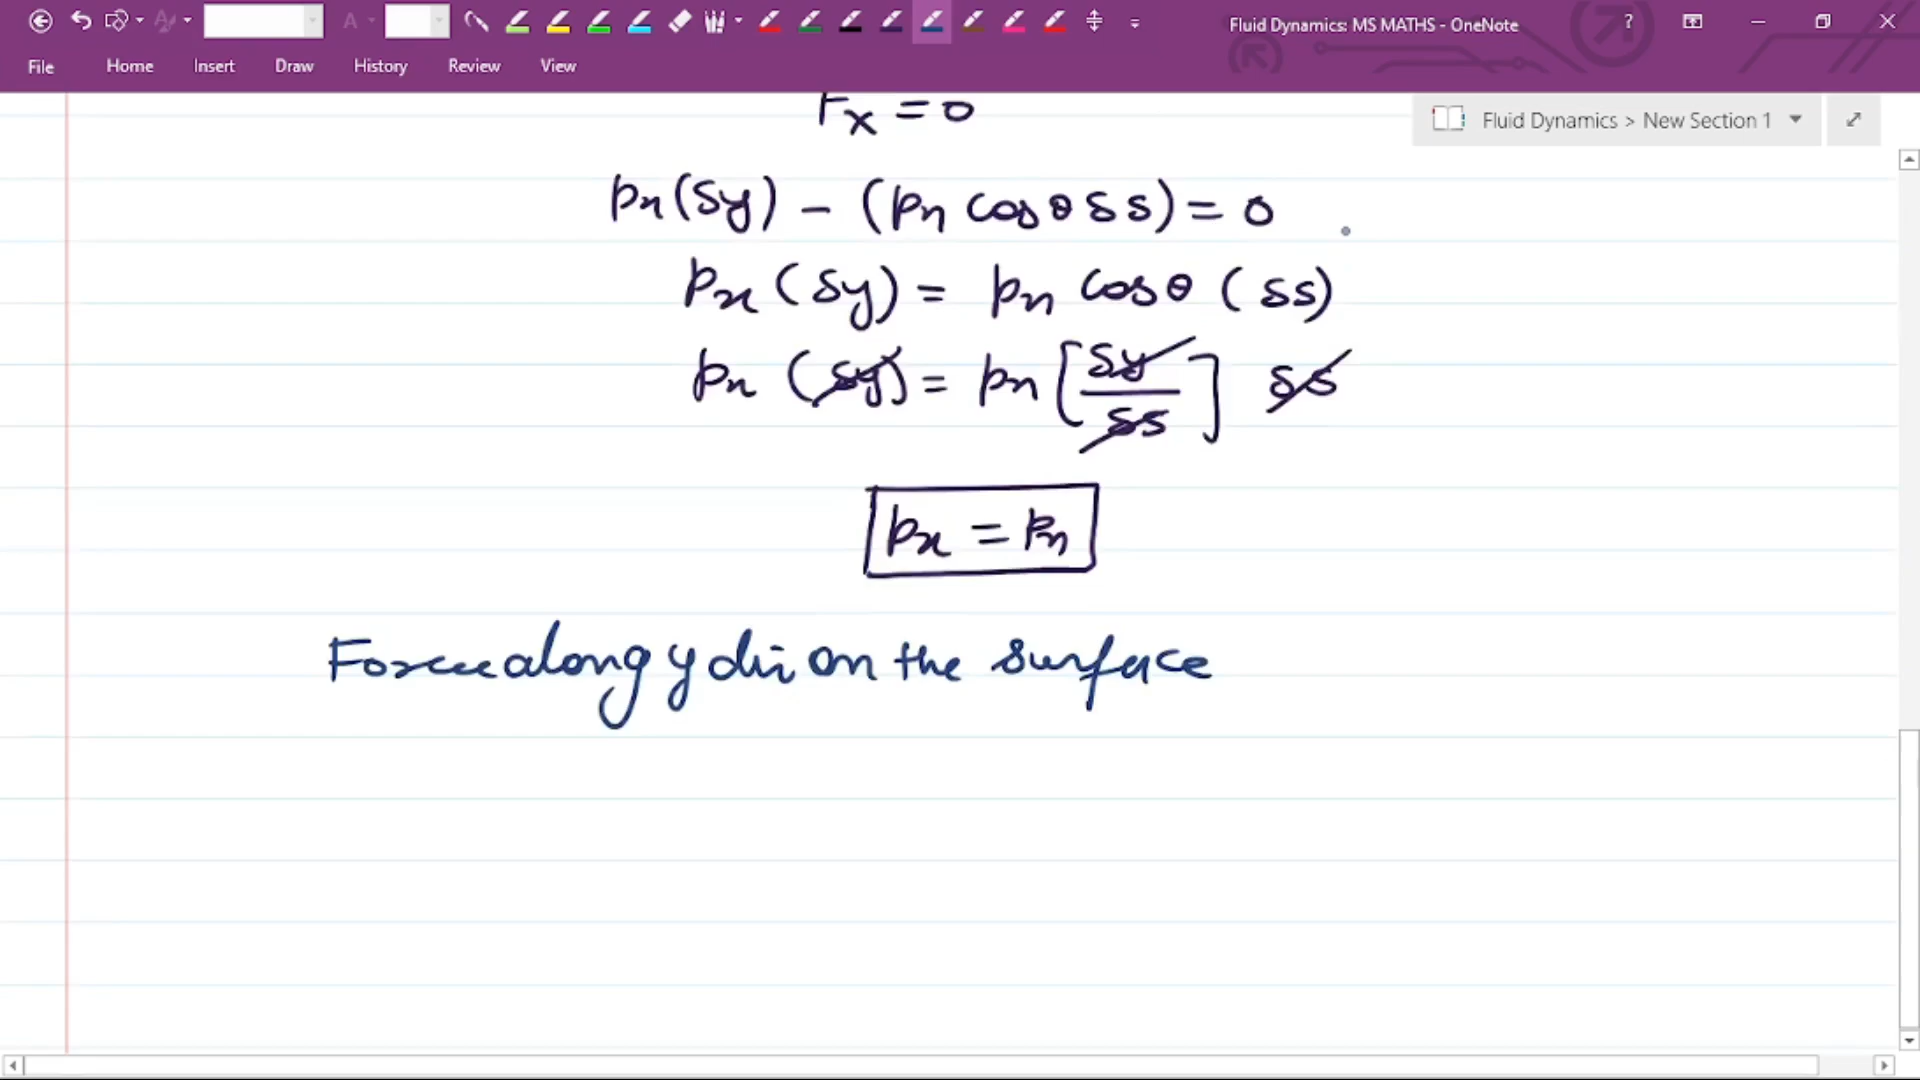 Fluid Dynamics: MS MATHS - OneNote
?
File Home Insert Draw History Review View
Fluid Dynamics > New Section 1
Fx = 0
px(δy) - (pn cosθ δs) = 0
px(δy) = pn cosθ (δs)
px (δy) = pn [δy/δs] δs
px = pn
Force along y dir on the surface